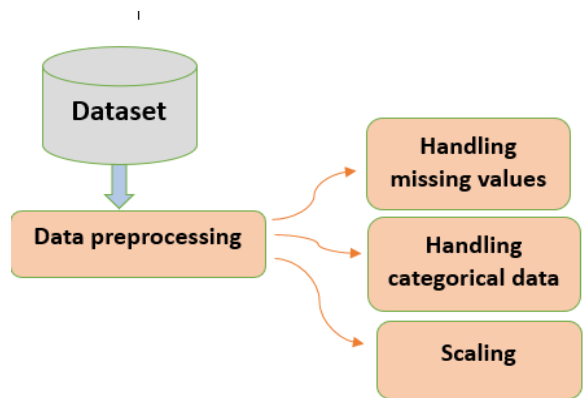 Dataset
Data preprocessing
Handling
missing values
Handling
categorical data
Scaling